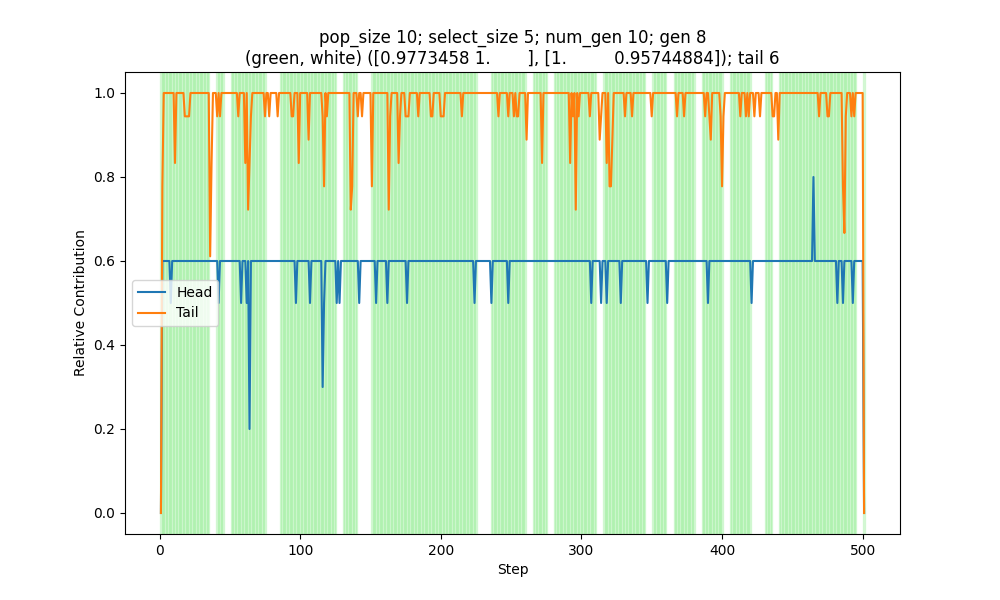 pop_size 10; select_size 5; num_gen 10; gen 8
(green, white) ([0.9773458 1.       ], [1.         0.95744884]); tail 6
1.0
0.8
0.6
0.4
0.2
0.0
Relative Contribution
Head
Tail
0
100
200
300
400
500
Step